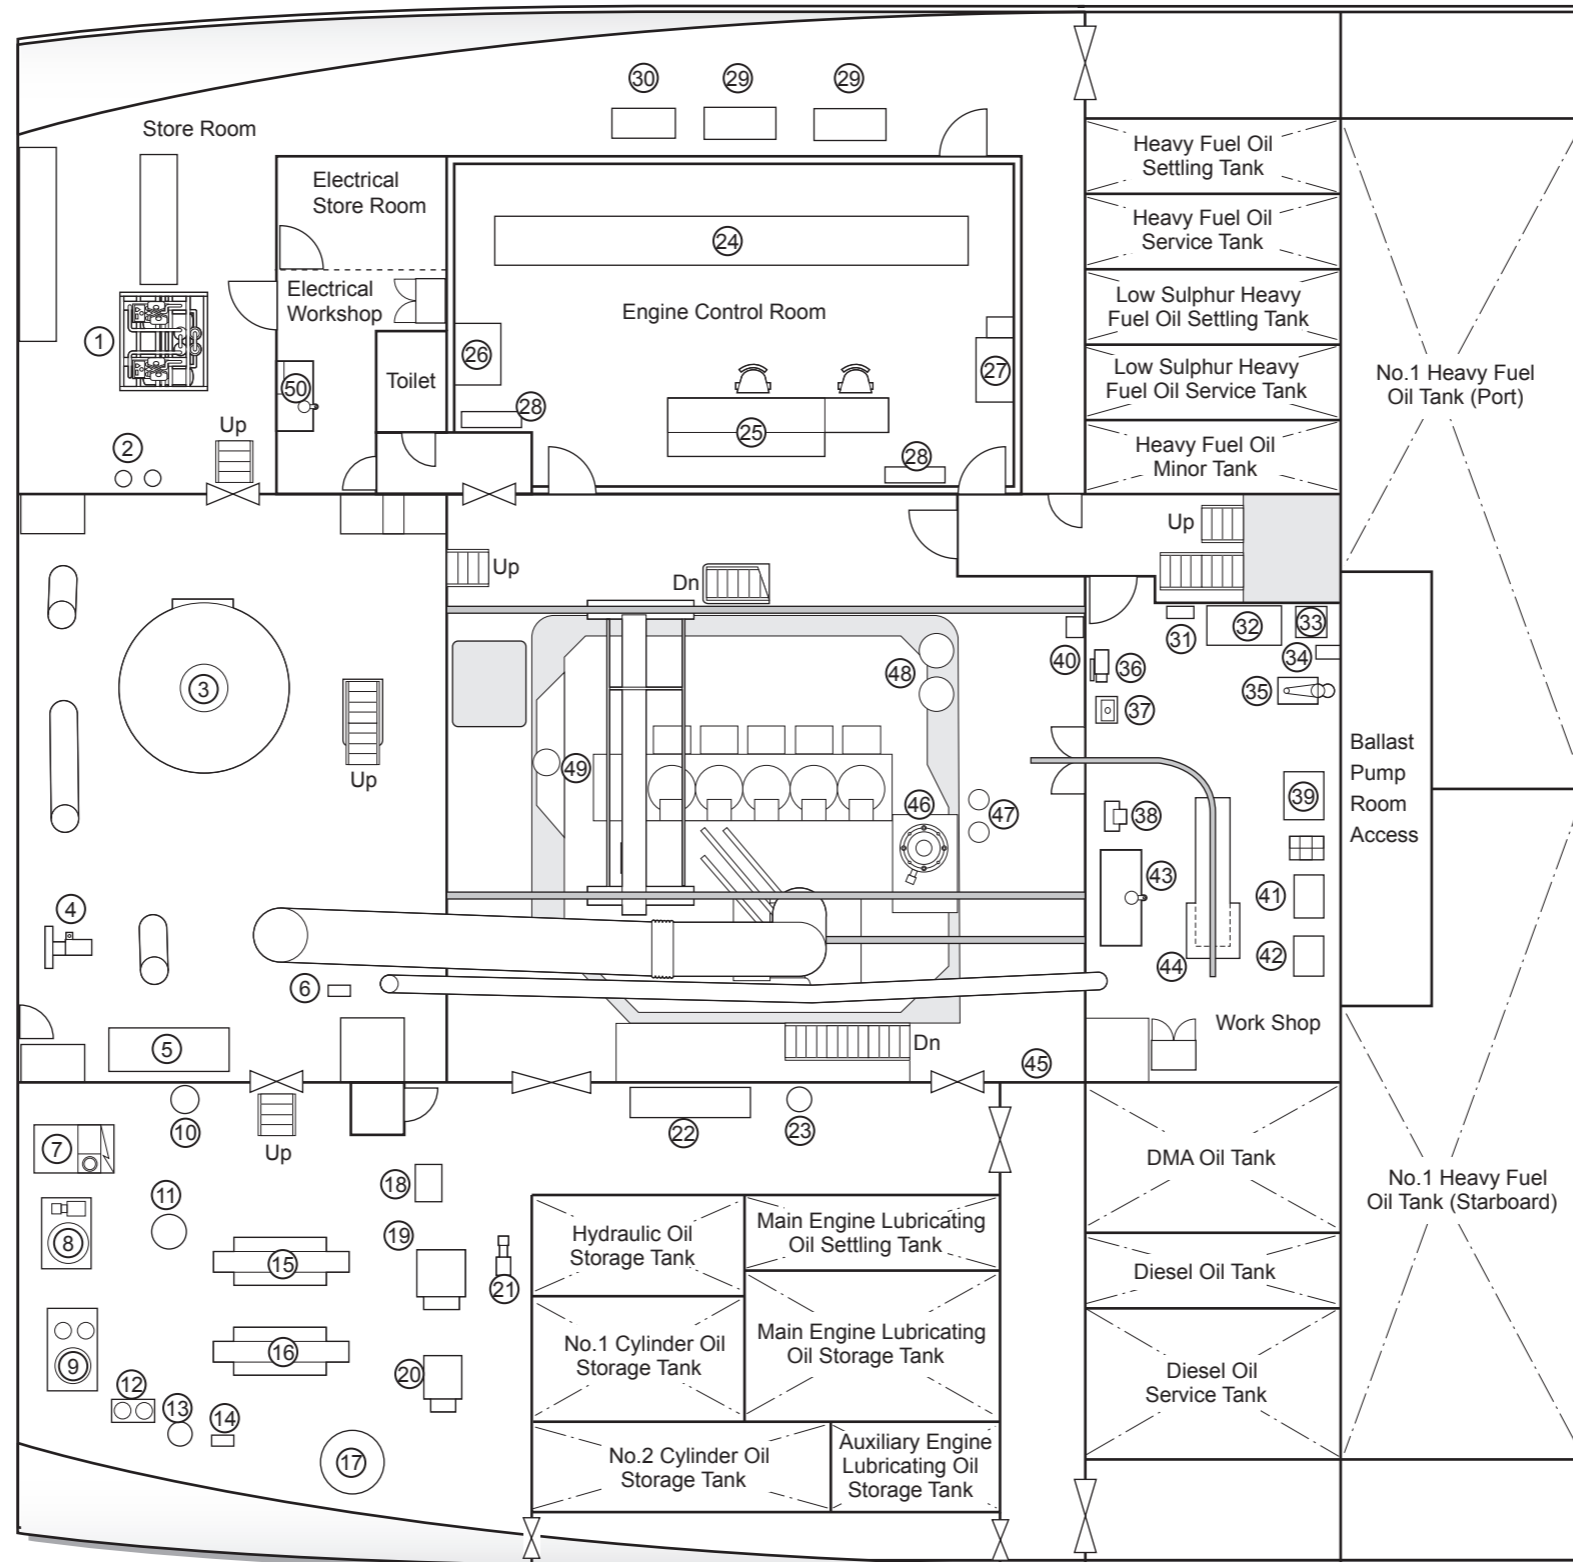 30
29
29
Store Room
Heavy Fuel Oil
Settling Tank
Electrical
Store Room
Heavy Fuel Oil
Service Tank
24
Electrical
Workshop
Engine Control Room
Low Sulphur Heavy
Fuel Oil Settling Tank
1
26
27
Low Sulphur Heavy
Fuel Oil Service Tank
No.1 Heavy Fuel
Oil Tank (Port)
50
Toilet
28
25
Up
2
28
Heavy Fuel Oil
Minor Tank
Up
Up
Dn
31
32
33
34
40
36
35
48
3
37
49
Up
Ballast
Pump
Room
Access
39
46
47
38
43
41
4
42
44
6
Work Shop
5
Dn
45
10
22
23
7
Up
DMA Oil Tank
18
No.1 Heavy Fuel
Oil Tank (Starboard)
11
8
19
Hydraulic Oil
Storage Tank
Main Engine Lubricating
Oil Settling Tank
15
21
Diesel Oil Tank
No.1 Cylinder Oil
Storage Tank
Main Engine Lubricating
Oil Storage Tank
16
9
20
12
13
14
Diesel Oil
Service Tank
17
No.2 Cylinder Oil
Storage Tank
Auxiliary Engine
Lubricating Oil
Storage Tank